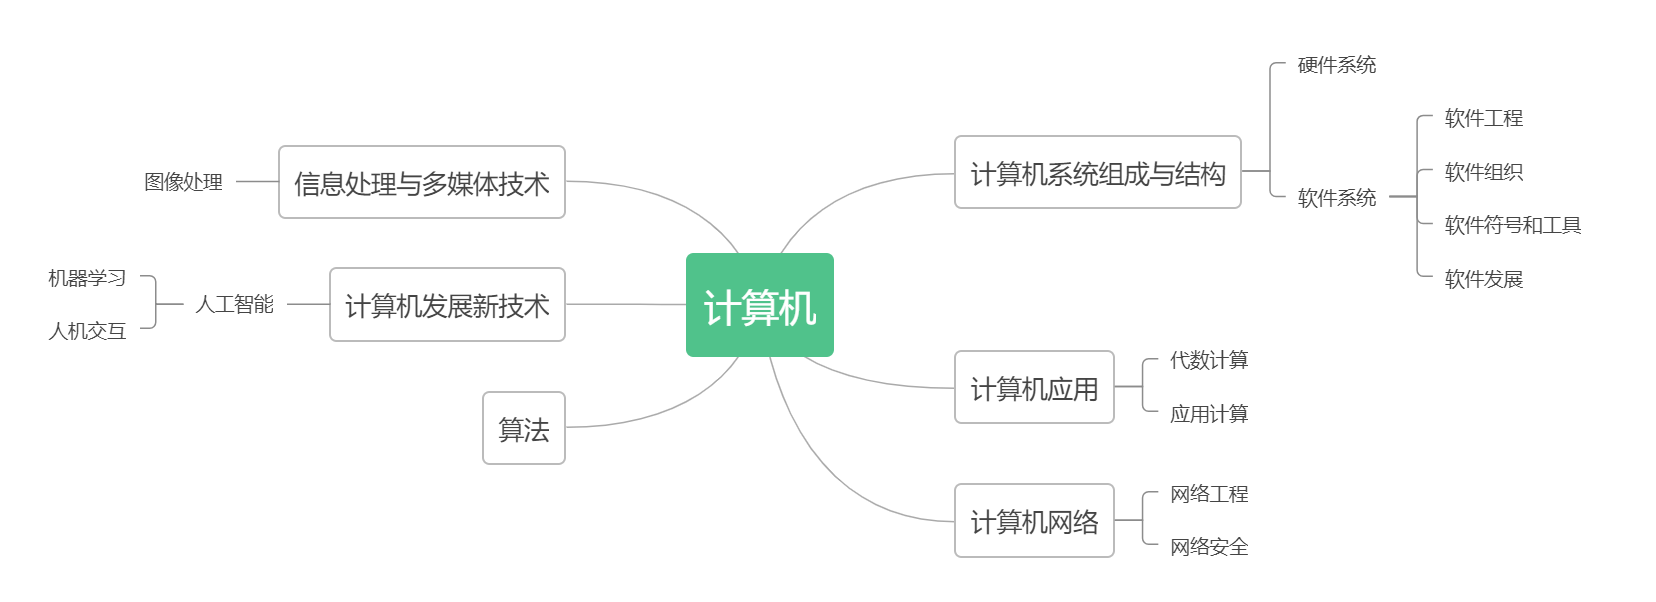 计算机
计算机系统组成与结构
硬件系统
软件系统
软件工程
软件组织
软件符号和工具
软件发展
计算机应用
代数计算
应用计算
计算机网络
网络工程
网络安全
信息处理与多媒体技术
图像处理
计算机发展新技术
人工智能
机器学习
人机交互
算法